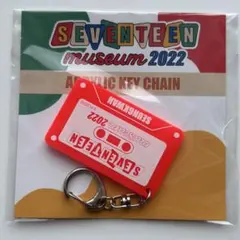 SEVENTEEN
museum 2022
ACRYLIC KEY CHAIN
SEUNGKWAN
2022
SEVENTEEN